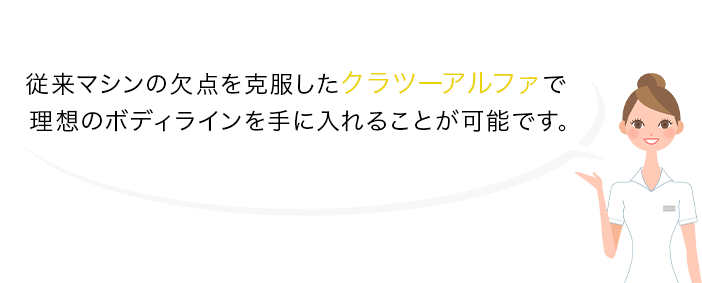 従来マシンの欠点を克服したクラツーアルファで
理想のボディラインを手に入れることが可能です。